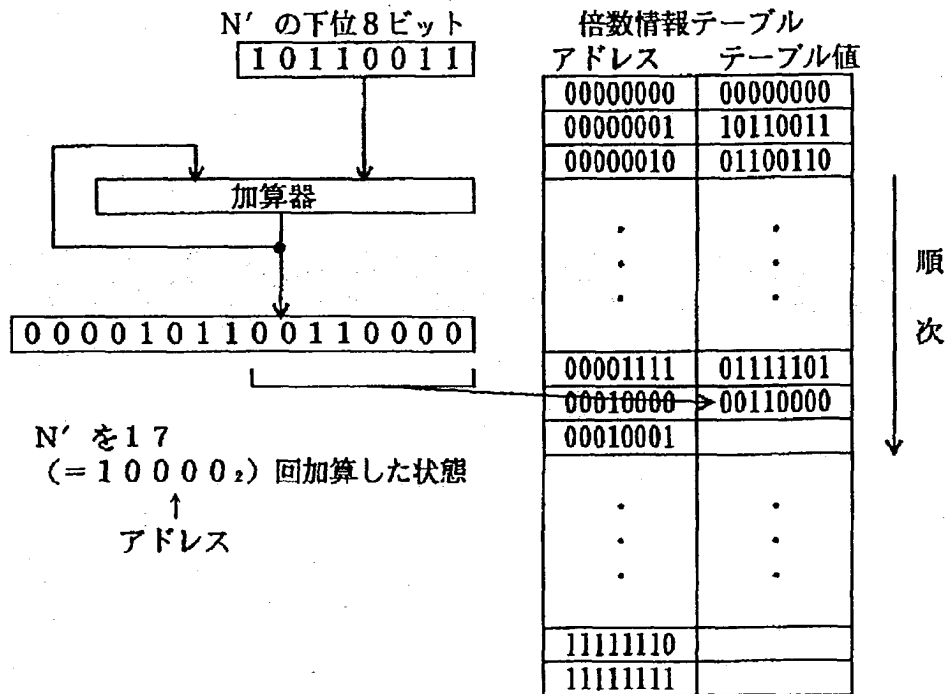 N′ の下位8ビット
10110011
加算器
0000101100110000
N′ を17
(=10000₂) 回加算した状態
↑
アドレス
倍数情報テーブル
アドレス テーブル値
00000000 00000000
00000001 10110011
00000010 01100110
00001111 01111101
00010000 00110000
00010001
11111110
11111111
順
次